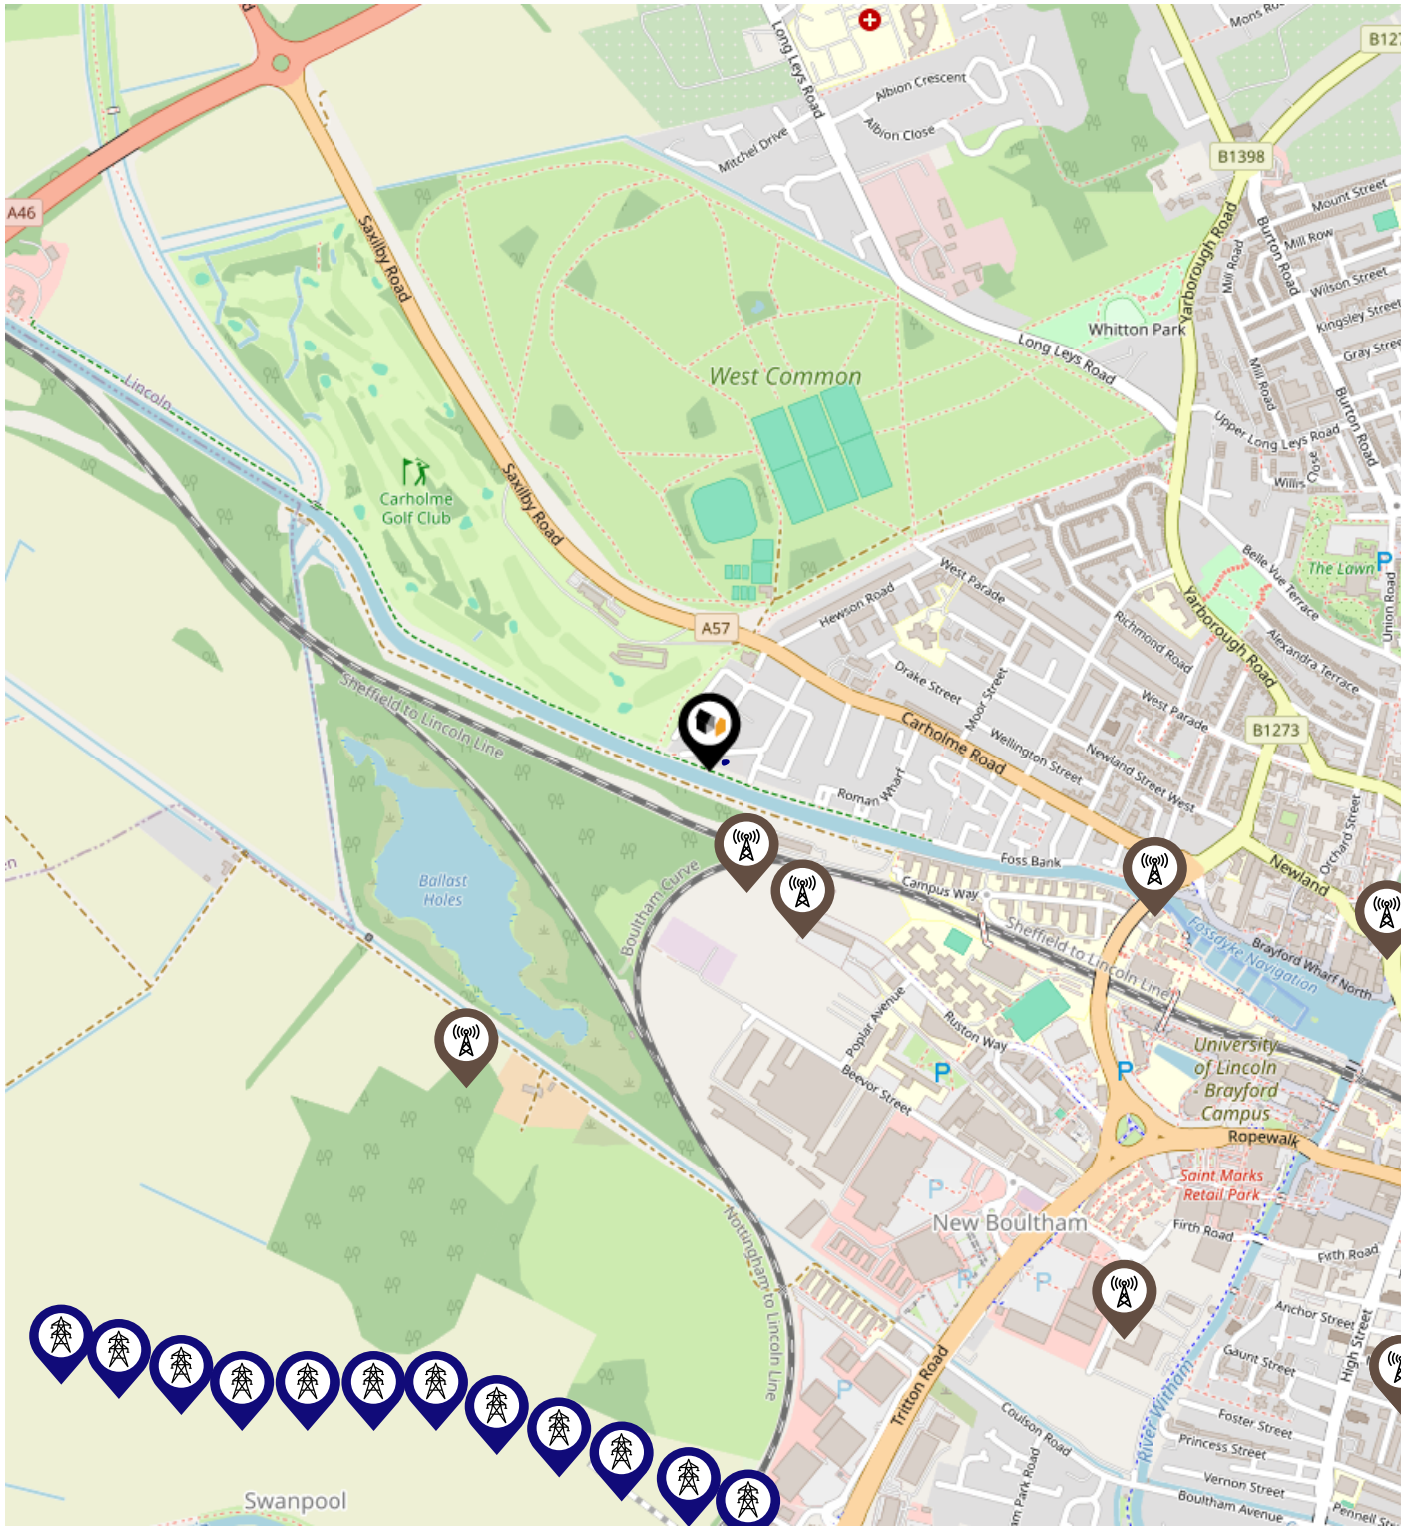 Long Leys Road
Albion Crescent
Albion Close
Mitchel Drive
B1398
Mount Street
Mill Row
Burton Road
Mill Road
Wilson Street
Kingsley Street
A46
Saxilby Road
Yarborough Road
Whitton Park
Long Leys Road
West Common
Mill Road
Burton Road
Upper Long Leys Road
Willis Close
Lincoln
Carholme
Golf Club
Saxilby Road
Belle Vue Terrace
The Lawn
P
Union Road
West Parade
Hewson Road
A57
Yarborough Road
Richmond Road
Alexandra Terrace
Drake Street
Moor Street
West Parade
Sheffield to Lincoln Line
Carholme Road
Wellington Street
B1273
Newland Street West
Roman Wharf
Orchard Street
Foss Bank
Newland
Ballast
Holes
Boultham Curve
Campus Way
Sheffield to Lincoln Line
Fossdyke Navigation
Brayford Wharf North
Poplar Avenue
Ruston Way
P
P
University
of Lincoln
Brayford
Campus
Beevor Street
Ropewalk
Saint Marks
Retail Park
P
New Boultham
Firth Road
Firth Road
P
P
Nottingham to Lincoln Line
Anchor Street
Gaunt Street
High Street
P
Tritton Road
River Witham
Foster Street
Coulson Road
Princess Street
Vernon Street
Swanpool
Boultham Avenue